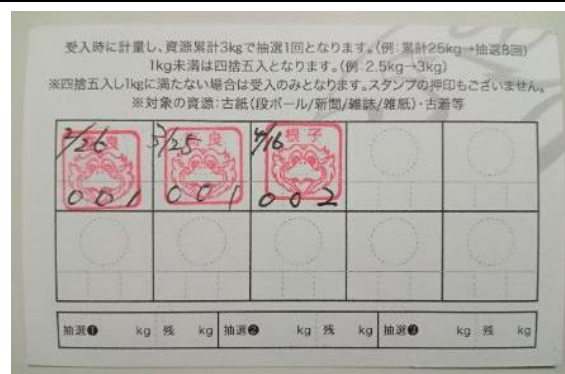 受入時に計量し、資源累計3kgで抽選1回となります。(例:累計25kg→抽選8回)
1kg未満は四捨五入となります。(例:2.5kg→3kg)
※四捨五入し1kgに満たない場合は受入のみとなります。スタンプの押印もございません。
※対象の資源:古紙(段ボール/新聞/雑誌/雑紙)・古着等
2/26 良
3/25 良
4/16 根子
001
001
002
抽選❶ kg 残 kg 抽選❷ kg 残 kg 抽選❸ kg 残 kg